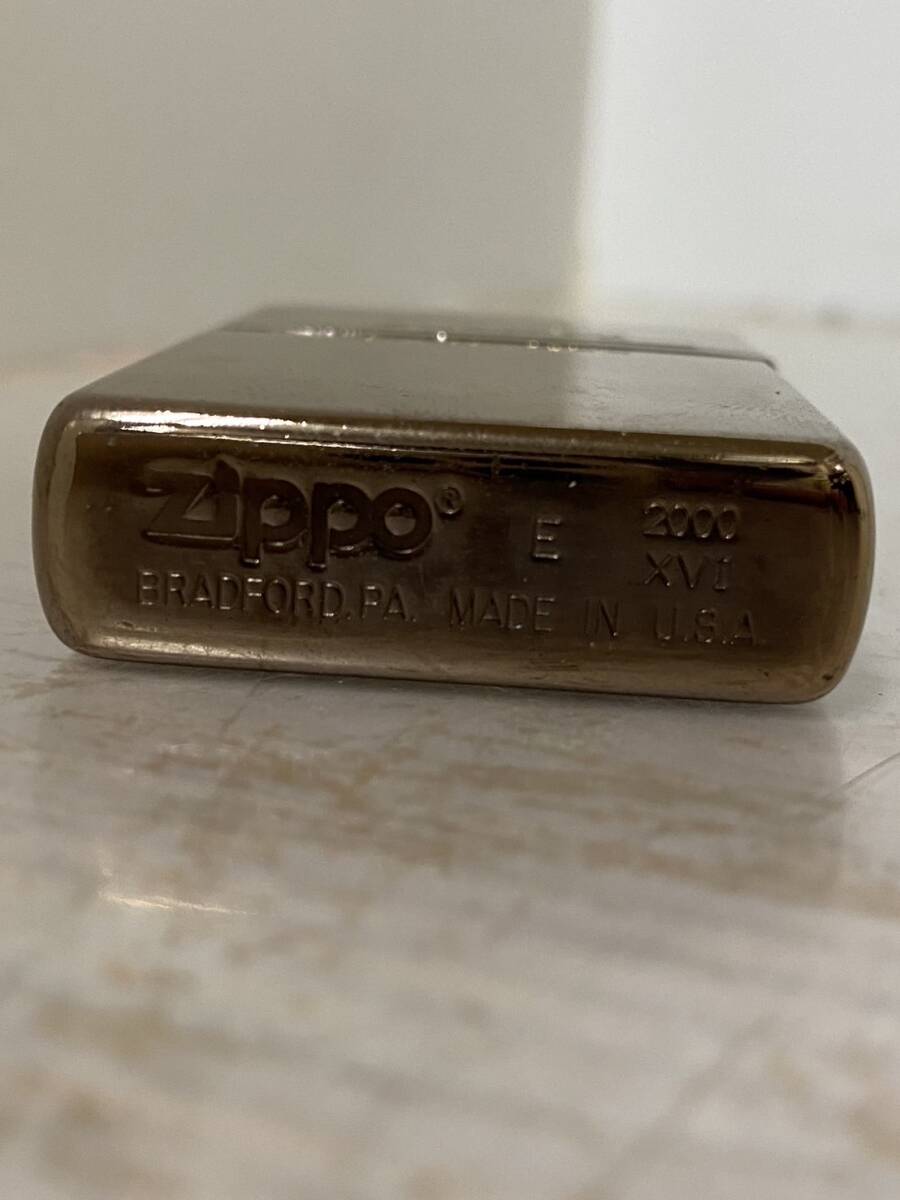 Zippo® E 2000
XVI
BRADFORD, PA. MADE IN U.S.A.